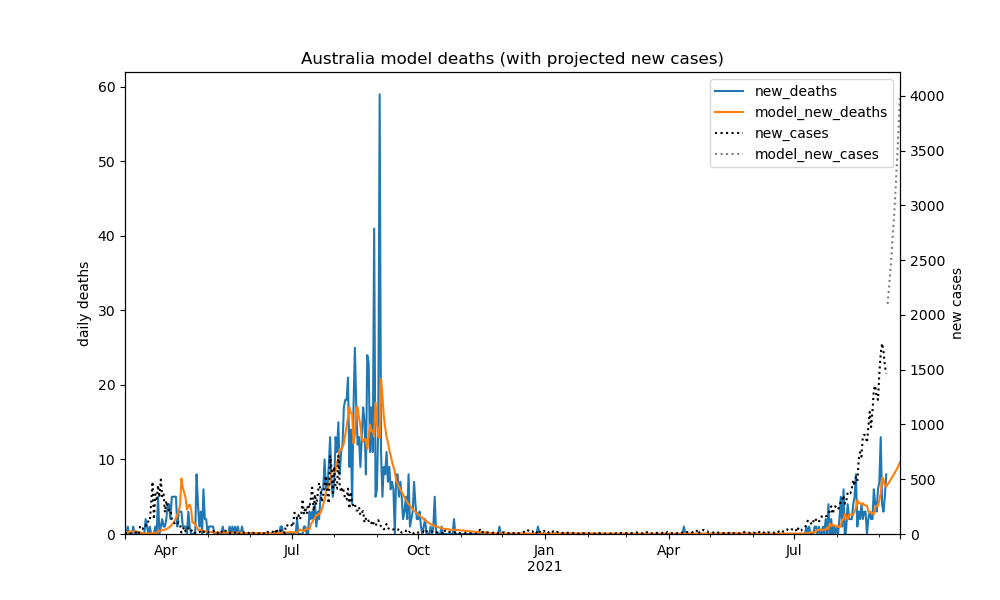 Australia model deaths (with projected new cases)
new_deaths
model_new_deaths
new_cases
model_new_cases
daily deaths
60
50
40
30
20
10
0
new cases
4000
3500
3000
2500
2000
1500
1000
500
0
Apr
Jul
Oct
Jan
2021
Apr
Jul